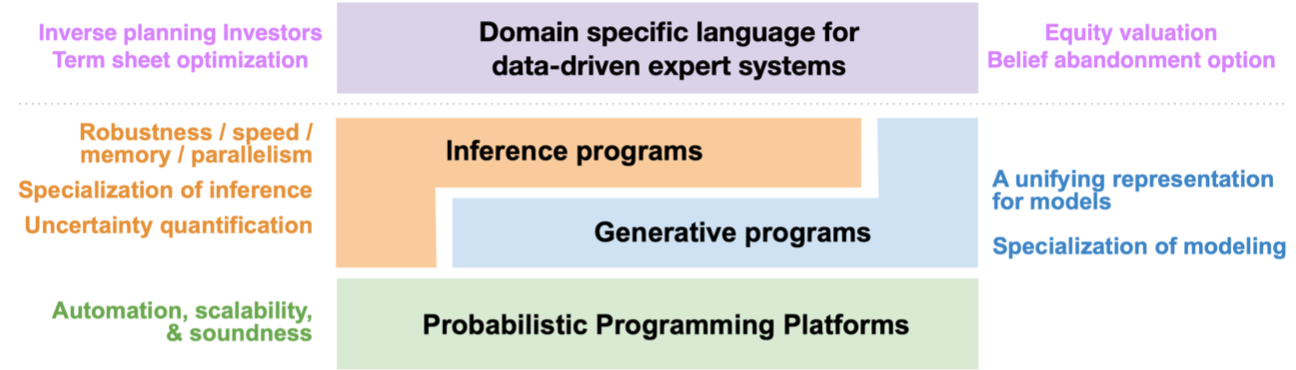 Inverse planning Investors
Term sheet optimization
Domain specific language for
data-driven expert systems
Equity valuation
Belief abandonment option
Robustness / speed /
memory / parallelism
Specialization of inference
Uncertainty quantification
Inference programs
Generative programs
A unifying representation
for models
Specialization of modeling
Automation, scalability,
& soundness
Probabilistic Programming Platforms